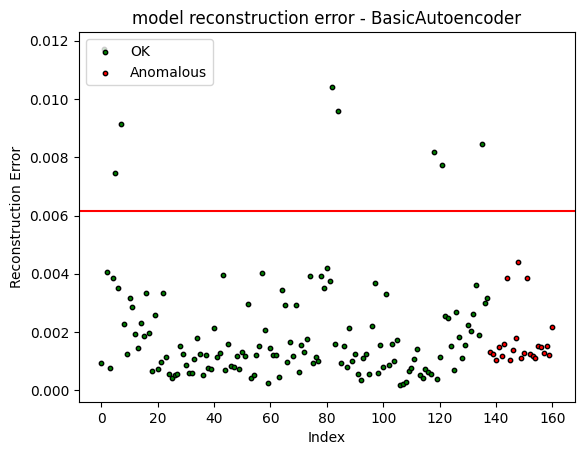 model reconstruction error - BasicAutoencoder
0.012
0.010
0.008
0.006
0.004
0.002
0.000
Reconstruction Error
OK
Anomalous
0 20 40 60 80 100 120 140 160
Index